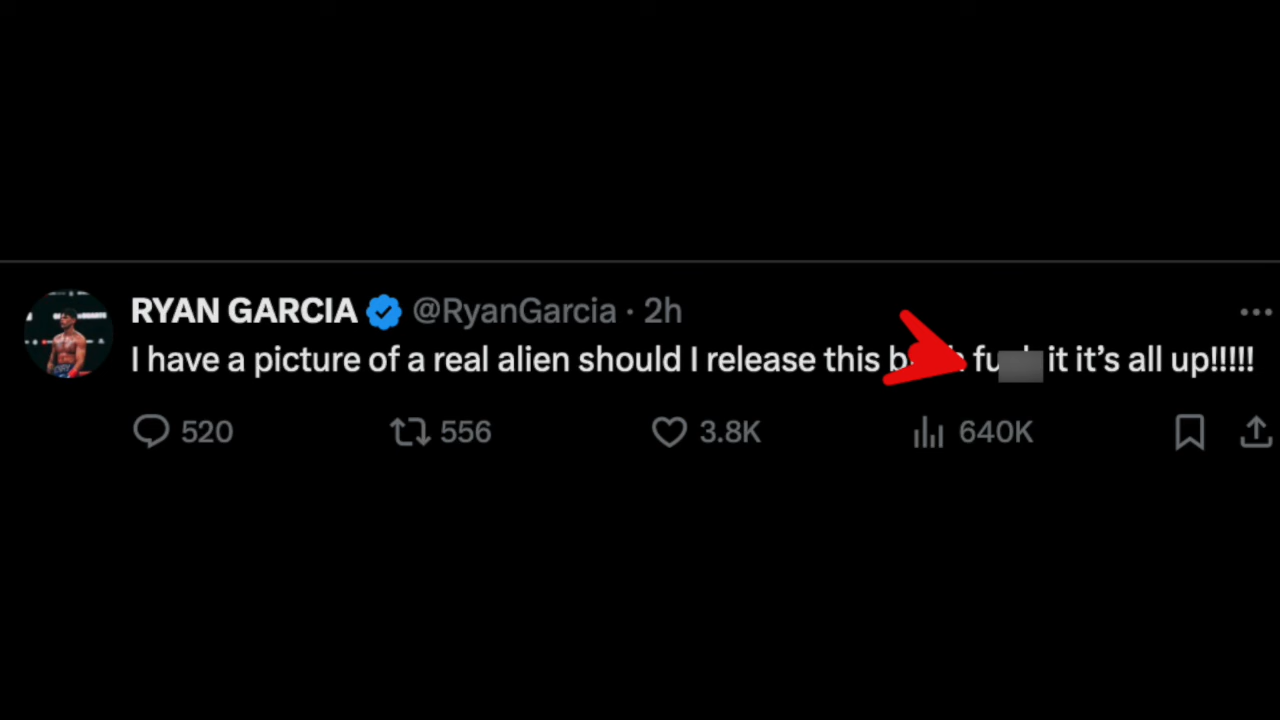 RYAN GARCIA @RyanGarcia · 2h
I have a picture of a real alien should I release this it it's all up!!!!!
520 556 3.8K 640K